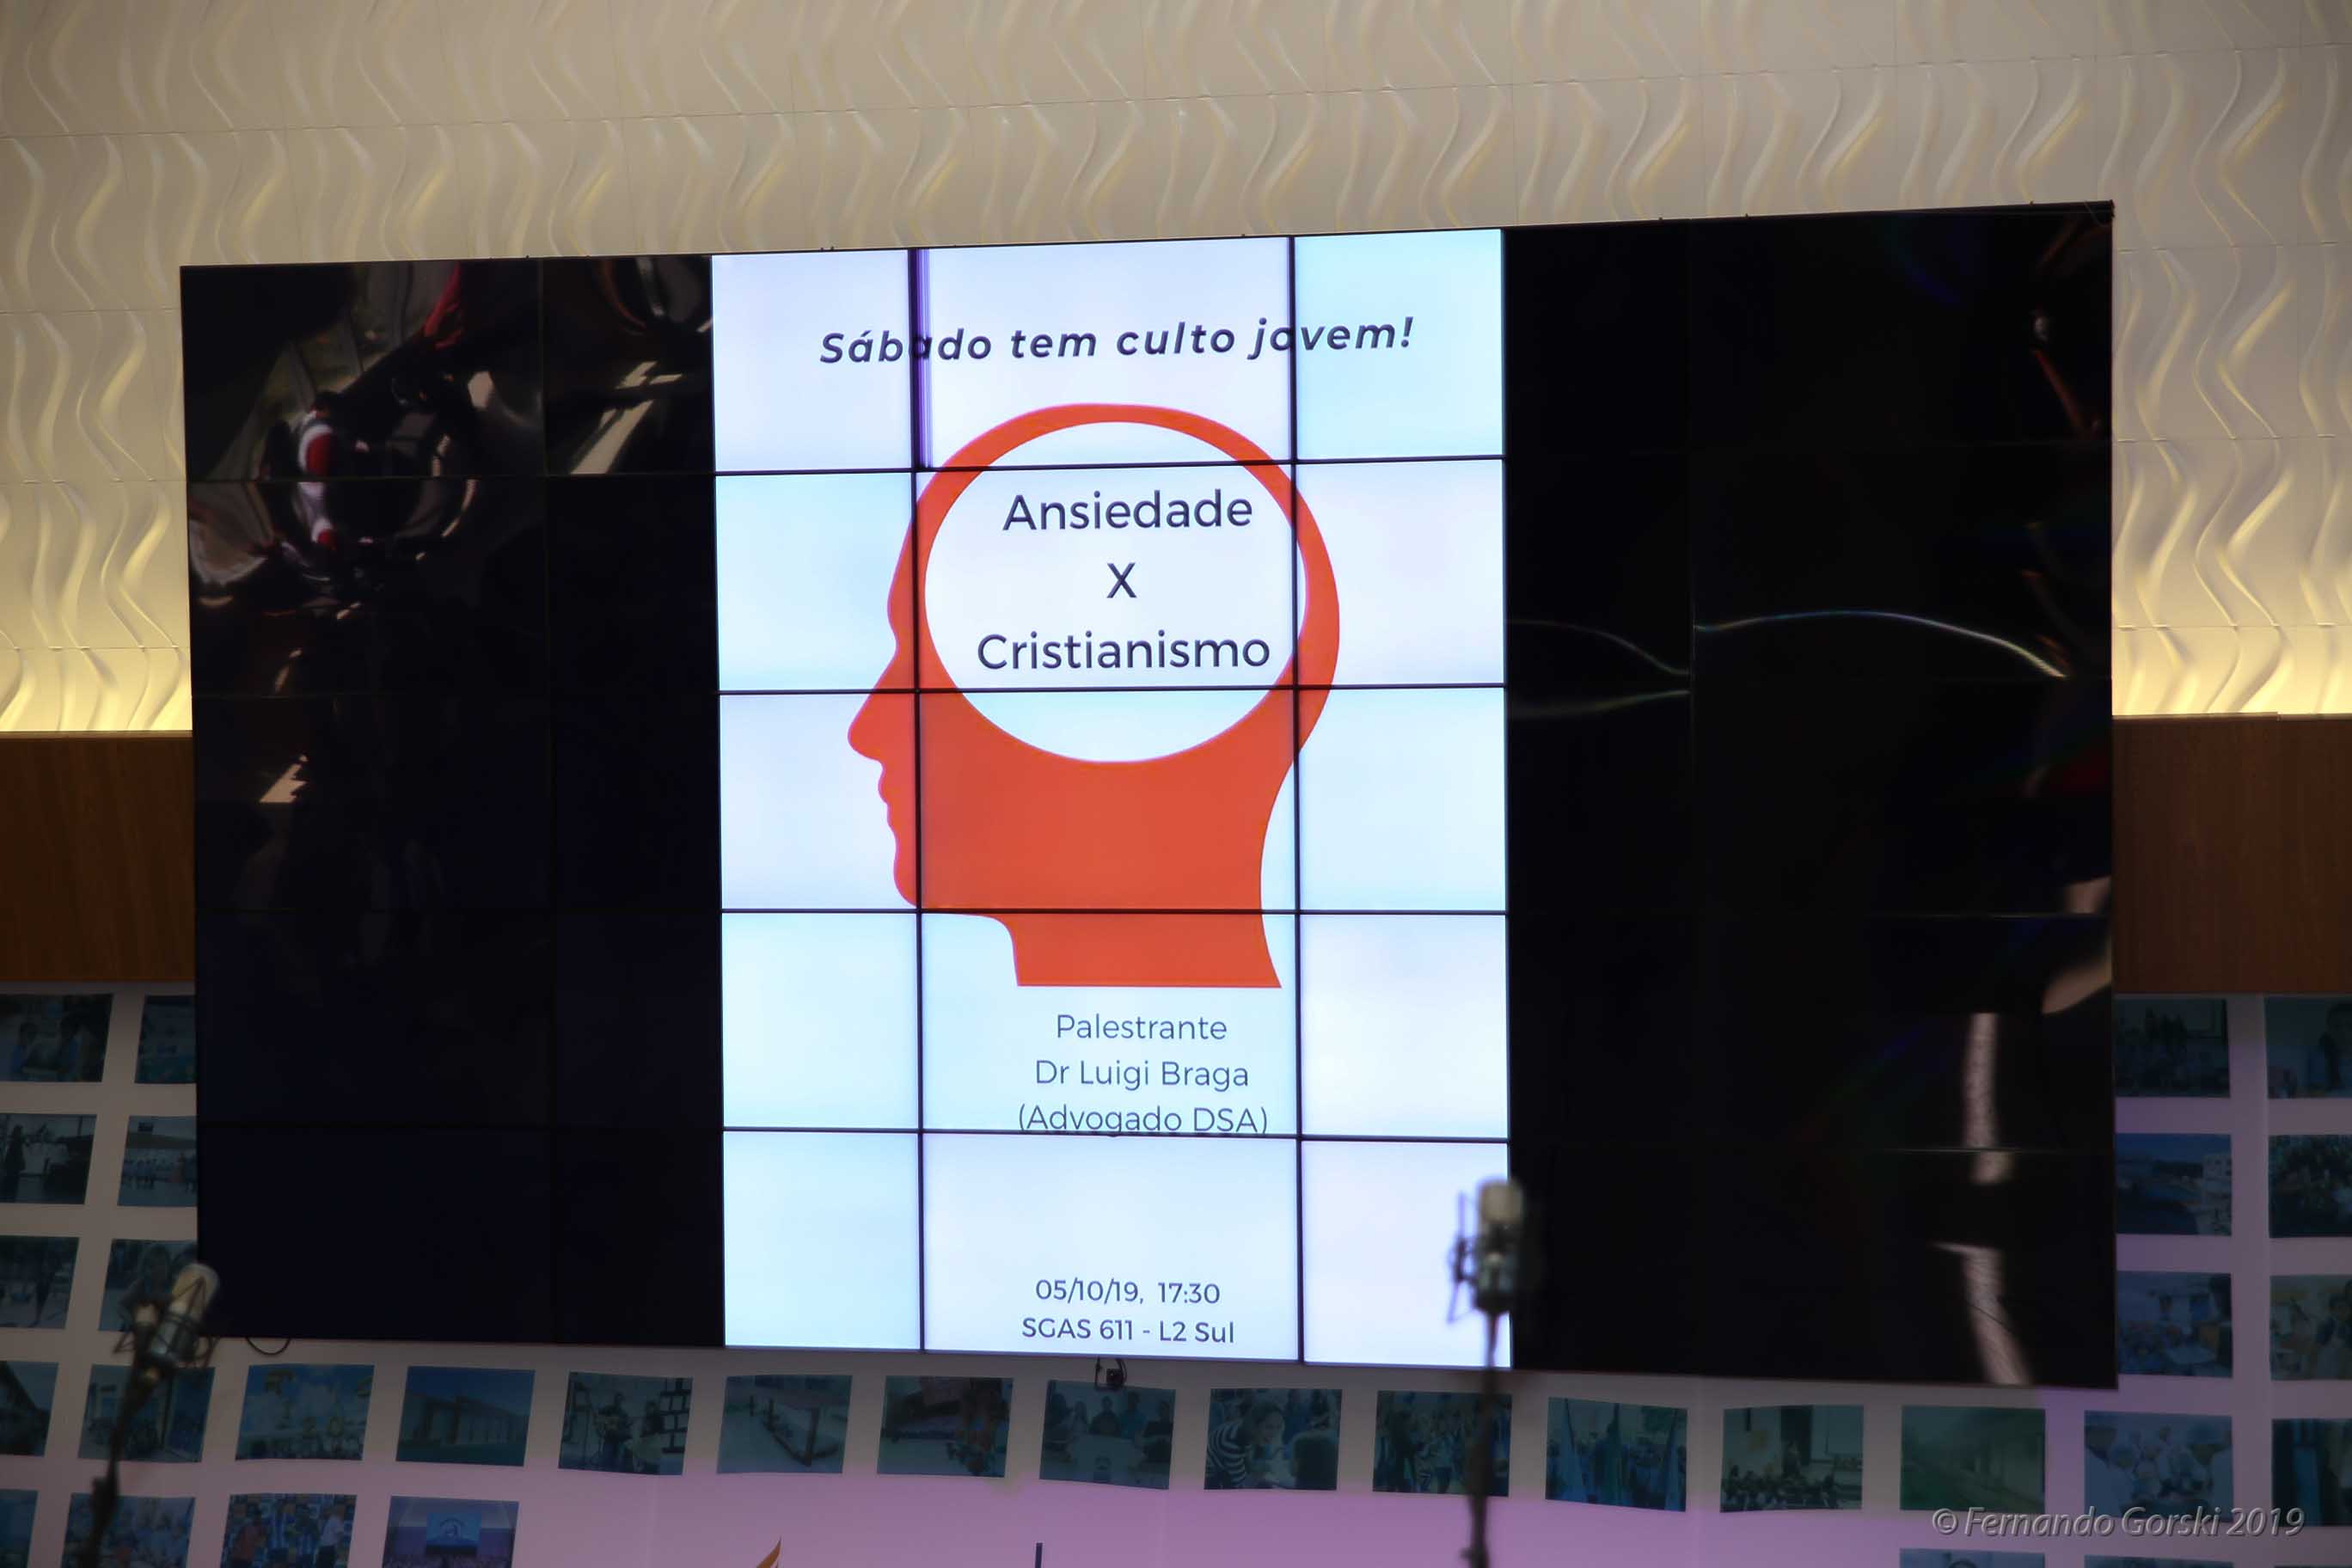 Sábado tem culto jovem!
Ansiedade
X
Cristianismo
Palestrante
Dr Luigi Braga
(Advogado DSA)
05/10/19, 17:30
SGAS 611 - L2 Sul
© Fernando Gorski 2019